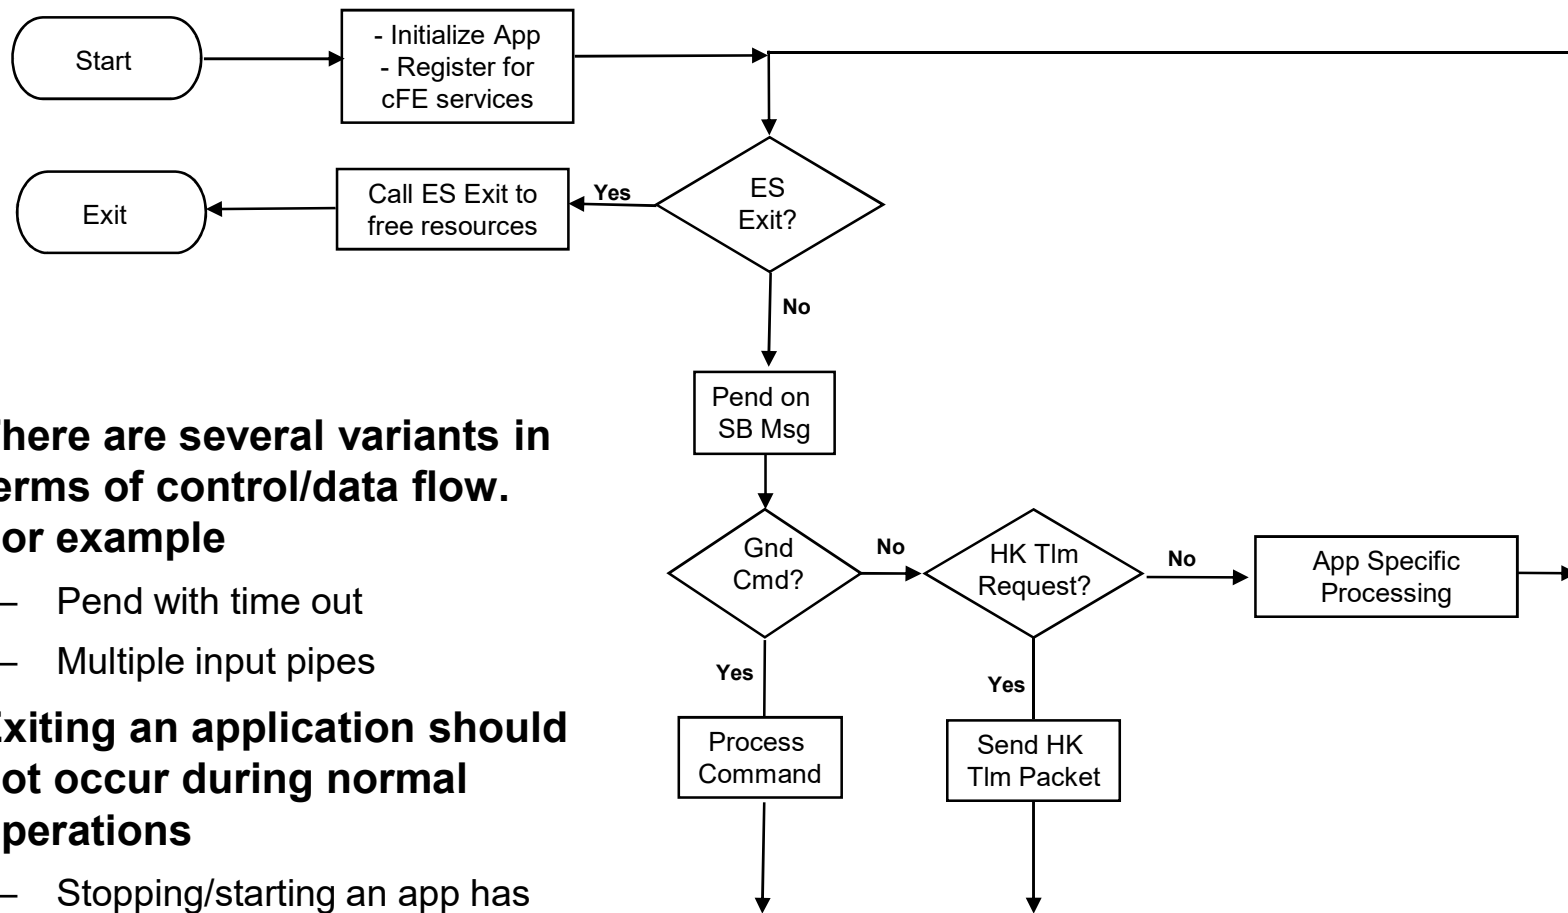 Start
- Initialize App
- Register for
cFE services
Exit
Call ES Exit to
free resources
Yes
ES
Exit?
No
Pend on
SB Msg
Gnd
Cmd?
No
HK Tlm
Request?
No
App Specific
Processing
Yes
Process
Command
Yes
Send HK
Tlm Packet
here are several variants in
erms of control/data flow.
or example
– Pend with time out
– Multiple input pipes
xiting an application should
ot occur during normal
perations
– Stopping/starting an app has